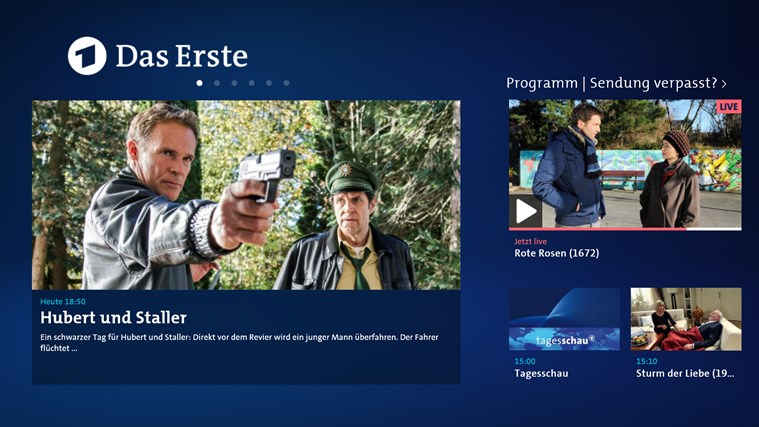 Das Erste
Programm | Sendung verpasst? >
LIVE
Jetzt live
Rote Rosen (1672)
Heute 18:50
Hubert und Staller
Ein schwarzer Tag für Hubert und Staller: Direkt vor dem Revier wird ein junger Mann überfahren. Der Fahrer
flüchtet ...
tagesschau
15:00
Tagesschau
15:10
Sturm der Liebe (19...